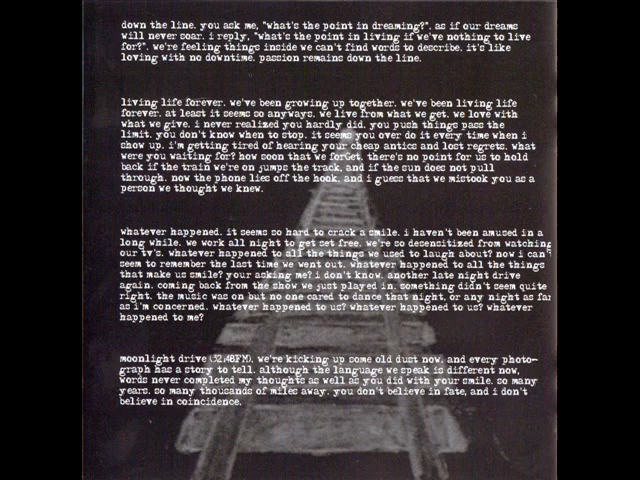 down the line. you ask me, "what's the point in dreaming?". as if our dreams
will never soar. i reply, "what's the point in living if we've nothing to live
for?". we're feeling things inside we can't find words to describe. it's like
loving with no downtime. passion remains down the line.
living life forever. we've been growing up together. we've been living life
forever. at least it seems so anyways. we live from what we get. we love with
what we give. i never realized you hardly did. you push things pass the
limit. you don't know when to stop. it seems you over do it every time when i
show up. i'm getting tired of hearing your cheap antics and lost regrets. what
were you waiting for? how soon that we forGet. there's no point for us to hold
back if the train we're on jumps the track, and if the sun does not pull
through. now the phone lies off the hook, and i guess that we mistook you as a
person we thought we knew.
whatever happened. it seems so hard to crack a smile. i haven't been amused in a
long while. we work all night to get set free. we're so desensitized from watching
our tv's. whatever happened to all the things we used to laugh about? now i can't
seem to remember the last time we went out. whatever happened to all the things
that make us smile? your asking me? i don't know. another late night drive
again. coming back from the show we just played in. something didn't seem quite
right. the music was on but no one cared to dance that night, or any night as far
as i'm concerned. whatever happened to us? whatever happened to us? whatever
happened to me?
moonlight drive (12:48PM). we're kicking up some old dust now. and every photo-
graph has a story to tell. although the language we speak is different now,
words never completed my thoughts as well as you did with your smile. so many
years. so many thousands of miles away. you don't believe in fate, and i don't
believe in coincidence.